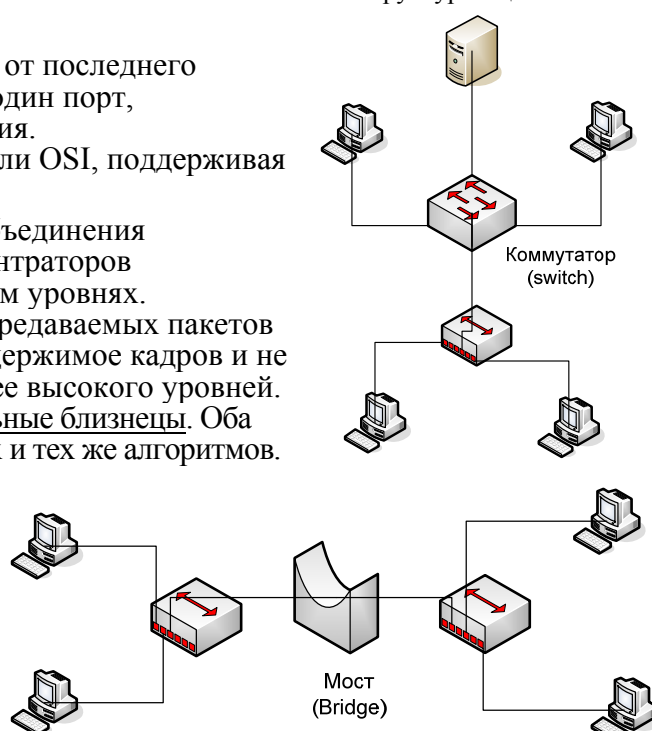 от последнего
один порт,
ия.
ли OSI, поддерживая
ъединения
нтраторов
м уровнях.
редаваемых пакетов
держимое кадров и не
ее высокого уровней.
ьные близнецы. Оба
х и тех же алгоритмов.
Коммутатор
(switch)
Мост
(Bridge)